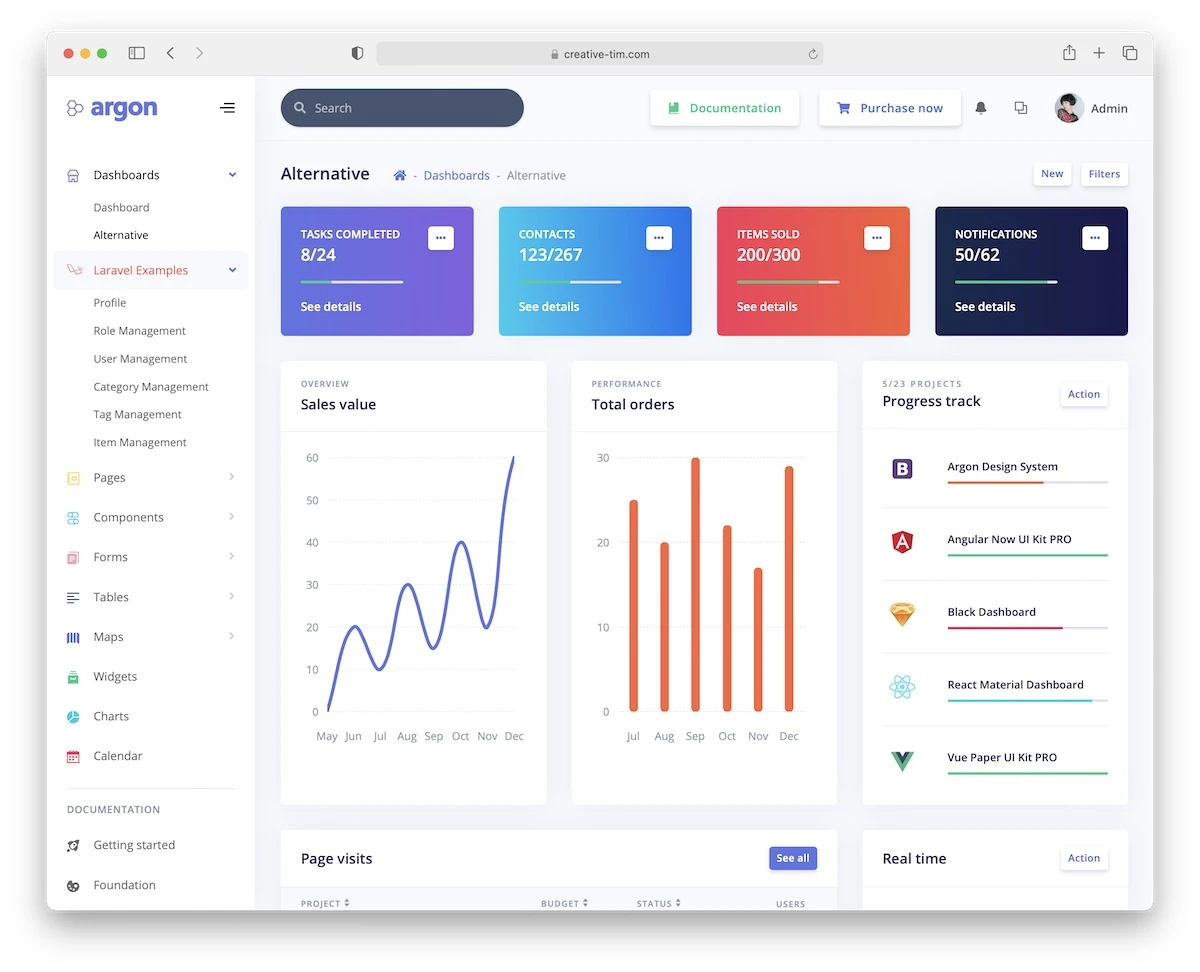 creative-tim.com
argon
Search
Documentation
Purchase now
Admin
Dashboards
Dashboard
Alternative
Laravel Examples
Profile
Role Management
User Management
Category Management
Tag Management
Item Management
Pages
Components
Forms
Tables
Maps
Widgets
Charts
Calendar
DOCUMENTATION
Getting started
Foundation
Alternative
- Dashboards - Alternative
New
Filters
TASKS COMPLETED
8/24
See details
CONTACTS
123/267
See details
ITEMS SOLD
200/300
See details
NOTIFICATIONS
50/62
See details
OVERVIEW
Sales value
60
50
40
30
20
10
0
May Jun Jul Aug Sep Oct Nov Dec
PERFORMANCE
Total orders
30
20
10
0
Jul Aug Sep Oct Nov Dec
5/23 PROJECTS
Progress track
Action
B
Argon Design System
A
Angular Now UI Kit PRO
Black Dashboard
React Material Dashboard
Vue Paper UI Kit PRO
Page visits
See all
PROJECT BUDGET STATUS USERS
Real time
Action